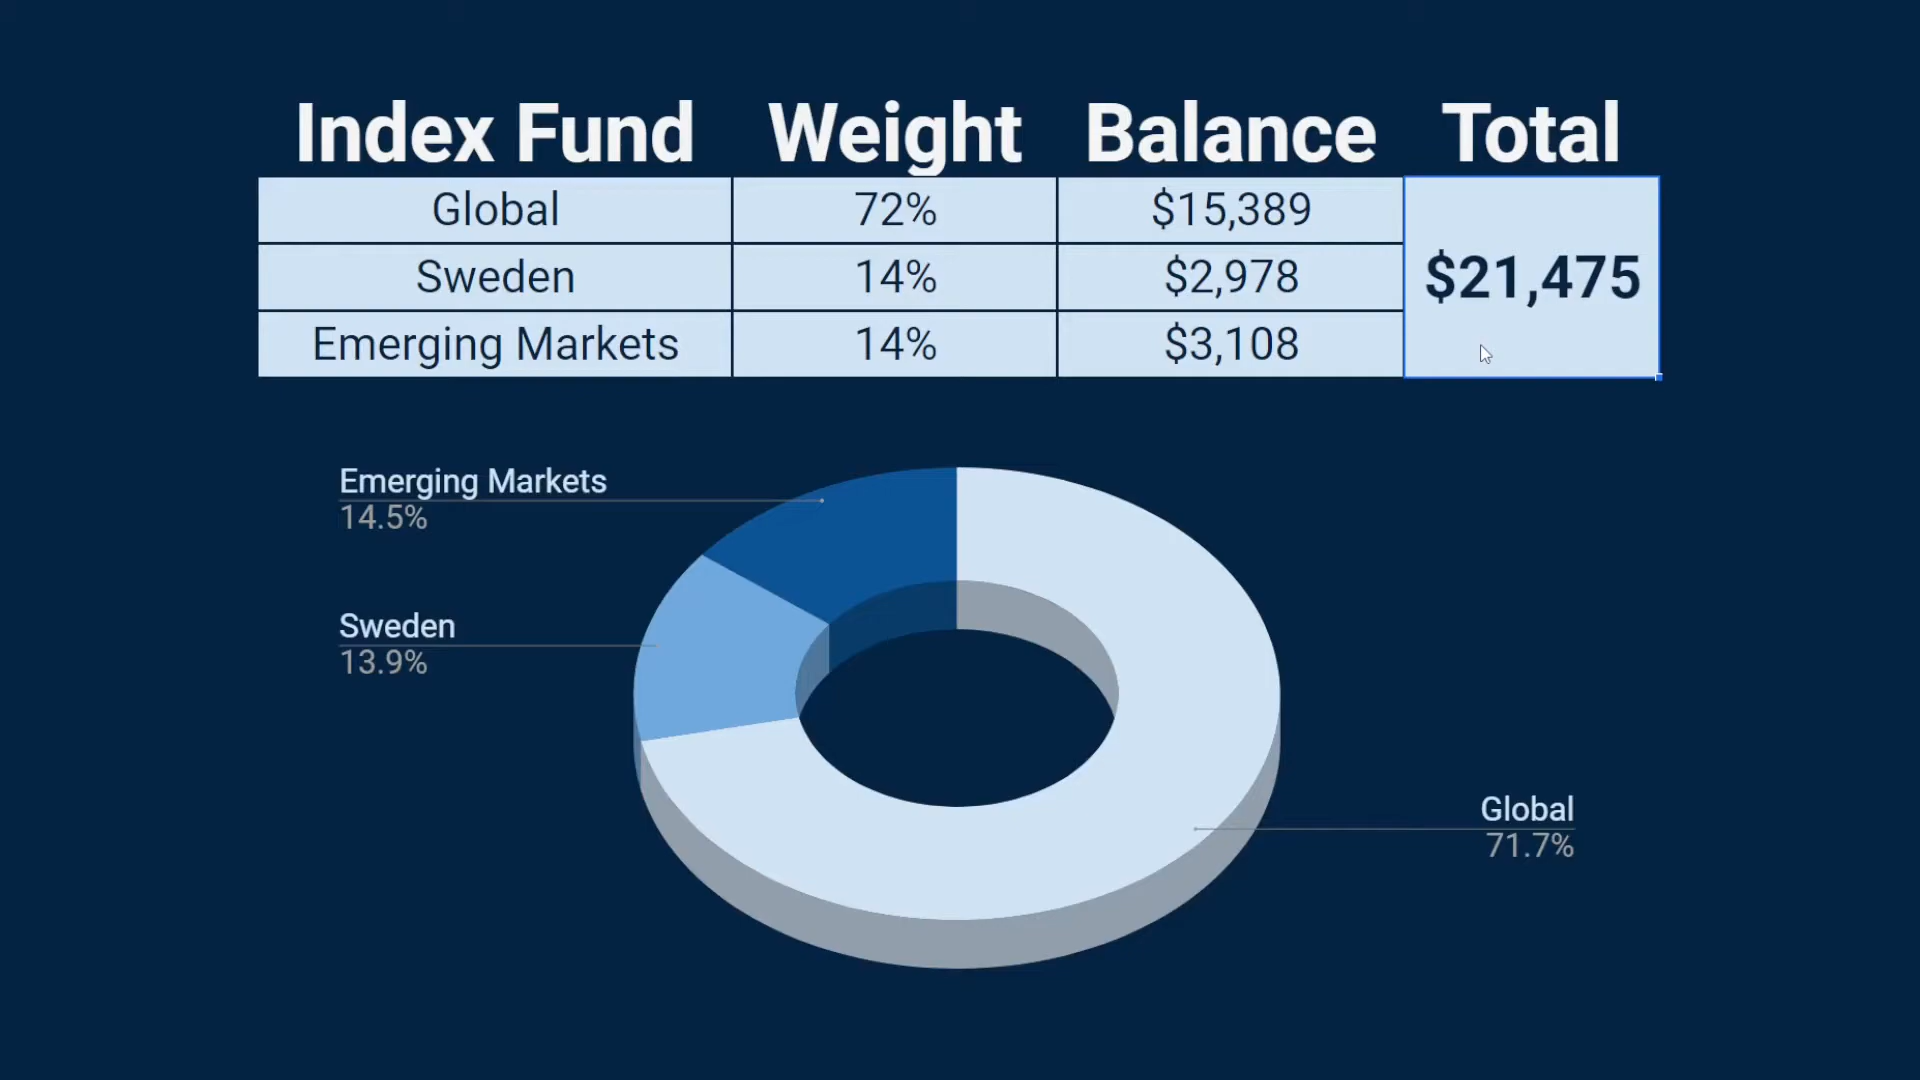 Index Fund Weight Balance Total
Global 72% $15,389
Sweden 14% $2,978 $21,475
Emerging Markets 14% $3,108
Emerging Markets
14.5%
Sweden
13.9%
Global
71.7%